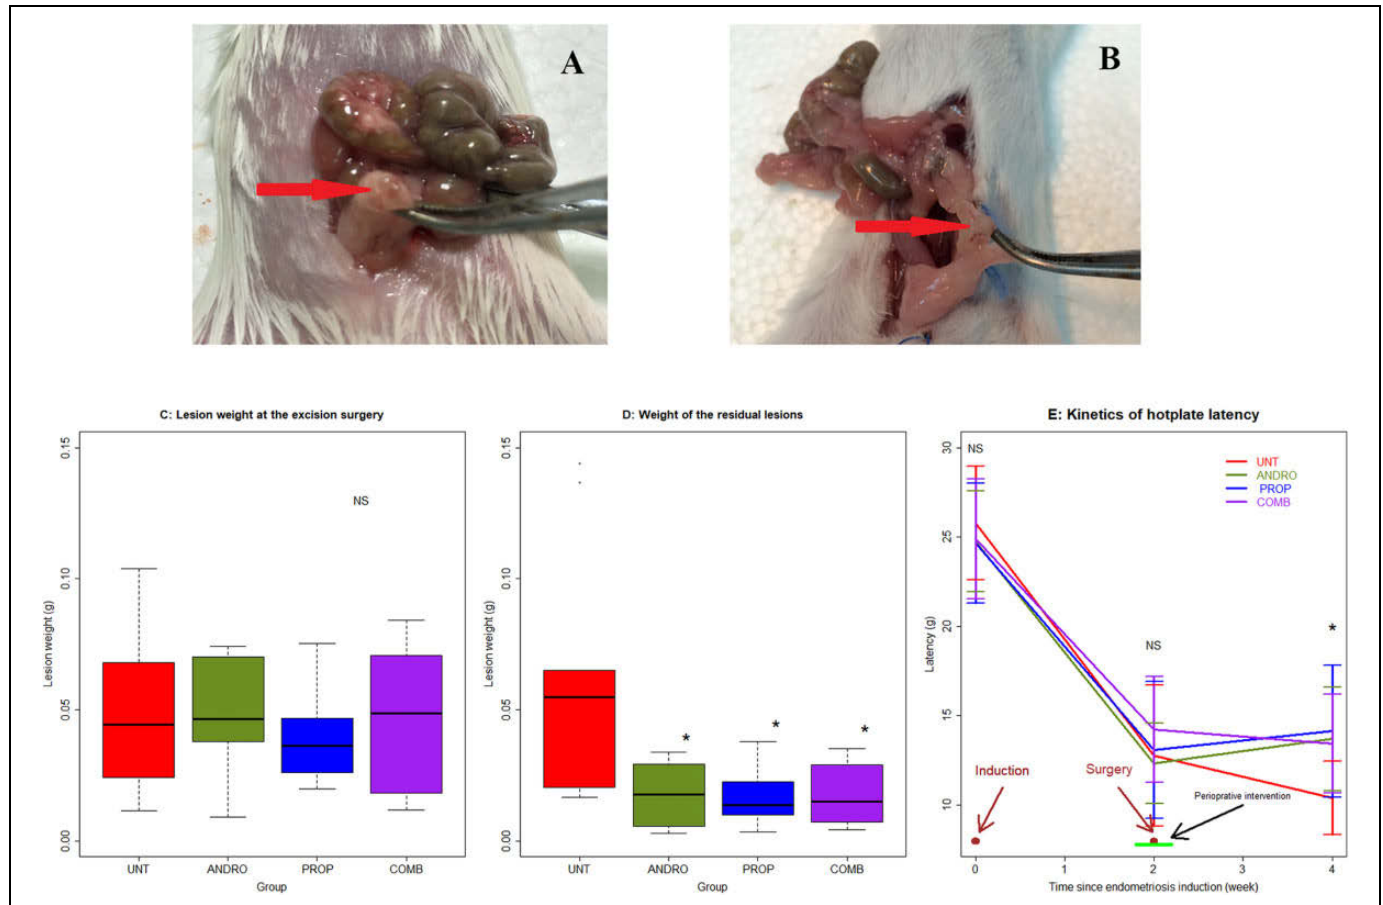 A
B
C: Lesion weight at the excision surgery
0.15
0.10
0.05
0.00
Lesion weight (g)
NS
UNT ANDRO PROP COMB
Group
D: Weight of the residual lesions
0.15
0.10
0.05
0.00
Lesion weight (g)
* * *
UNT ANDRO PROP COMB
Group
E: Kinetics of hotplate latency
30
25
20
15
10
Latency (g)
NS
UNT
ANDRO
PROP
COMB
NS
*
Induction
Surgery
Perioprative intervention
0 1 2 3 4
Time since endometriosis induction (week)